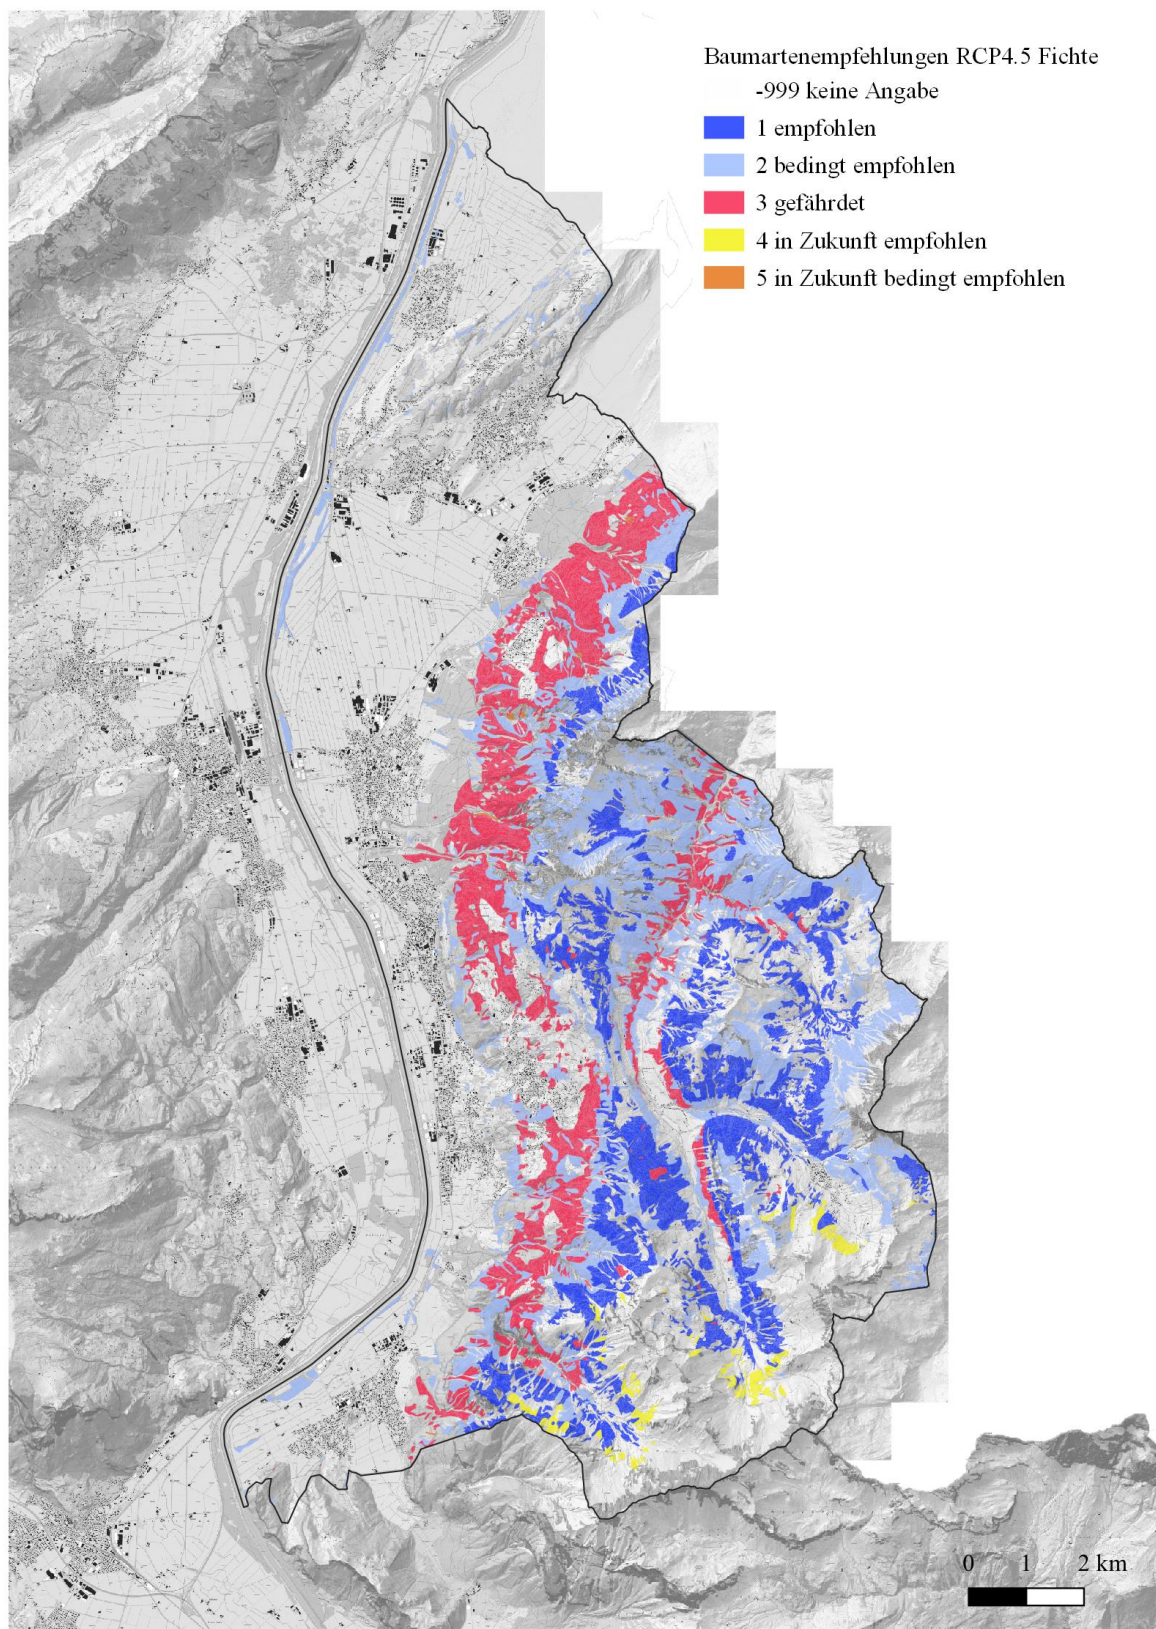 Baumartenempfehlungen RCP4.5 Fichte
-999 keine Angabe
1 empfohlen
2 bedingt empfohlen
3 gefährdet
4 in Zukunft empfohlen
5 in Zukunft bedingt empfohlen
0 1 2 km